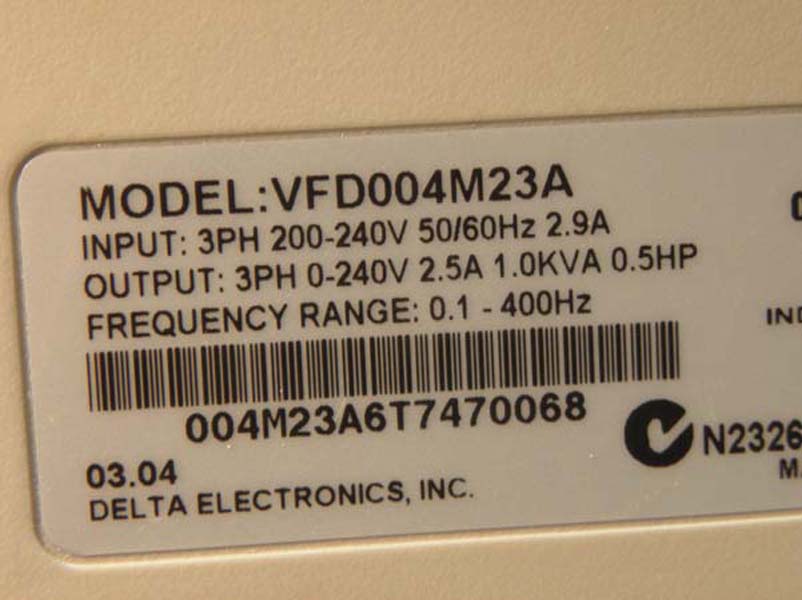 MODEL:VFD004M23A
INPUT: 3PH 200-240V 50/60Hz 2.9A
OUTPUT: 3PH 0-240V 2.5A 1.0KVA 0.5HP
FREQUENCY RANGE: 0.1 - 400Hz
004M23A6T7470068
N2326
03.04
DELTA ELECTRONICS, INC.